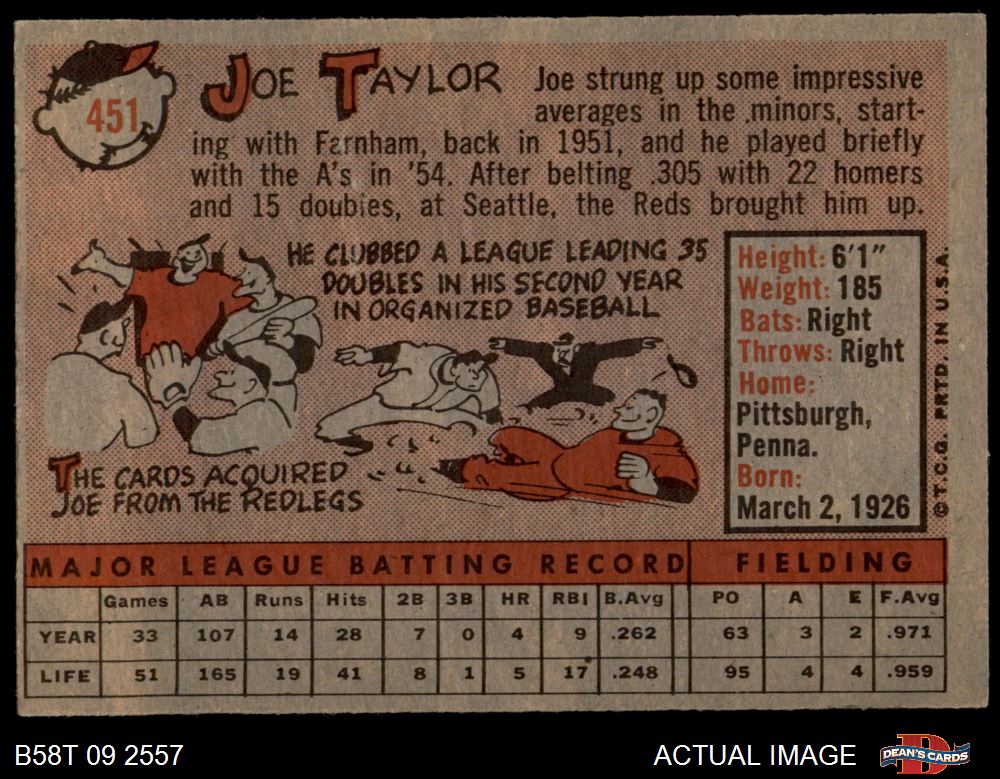 451
JOE TAYLOR
Joe strung up some impressive
averages in the minors, start-
ing with Farnham, back in 1951, and he played briefly
with the A's in '54. After belting .305 with 22 homers
and 15 doubles, at Seattle, the Reds brought him up.
HE CLUBBED A LEAGUE LEADING 35
DOUBLES IN HIS SECOND YEAR
IN ORGANIZED BASEBALL
THE CARDS ACQUIRED
JOE FROM THE REDLEGS
Height: 6'1"
Weight: 185
Bats: Right
Throws: Right
Home:
Pittsburgh,
Penna.
Born:
March 2, 1926
© T.C.G. PRTD. IN U.S.A.
MAJOR LEAGUE BATTING RECORD FIELDING
Games AB Runs Hits 2B 3B HR RBI B.Avg PO A E F.Avg
YEAR 33 107 14 28 7 0 4 9 .262 63 3 2 .971
LIFE 51 165 19 41 8 1 5 17 .248 95 4 4 .959
B58T 09 2557 ACTUAL IMAGE DEAN'S CARDS